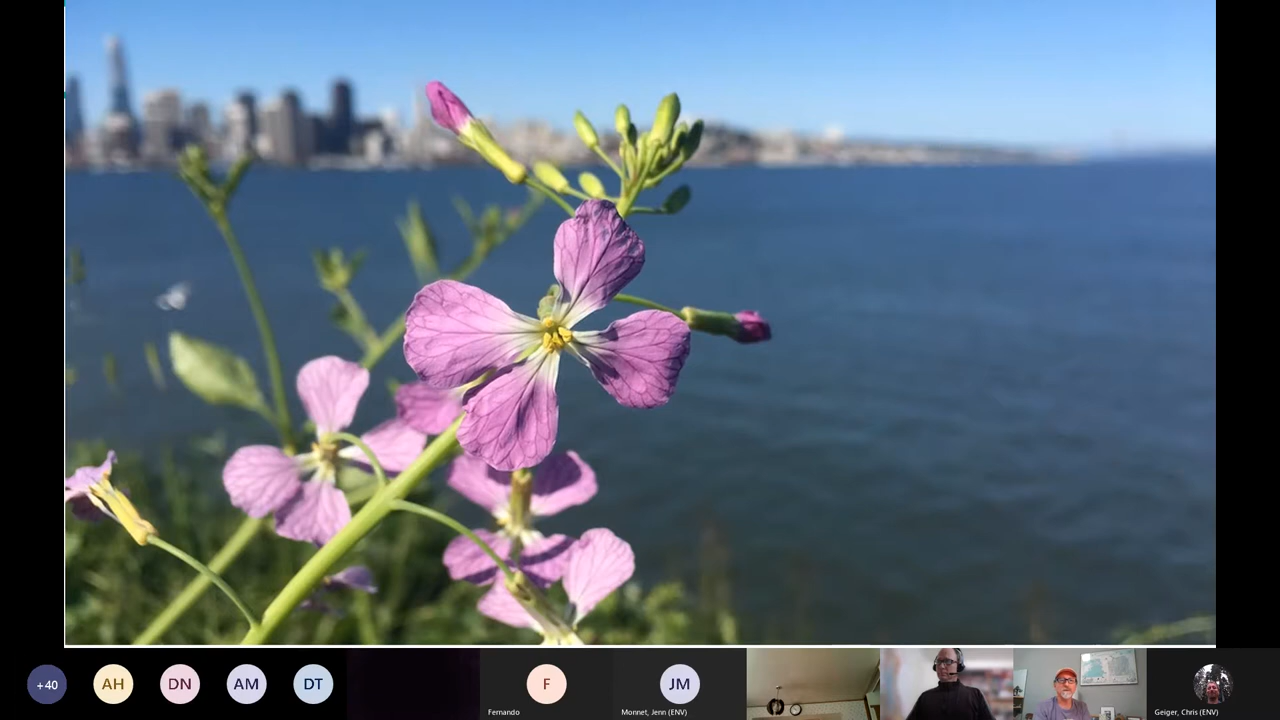 +40
AH
DN
AM
DT
F
Fernando
JM
Monnet, Jenn (ENV)
Geiger, Chris (ENV)